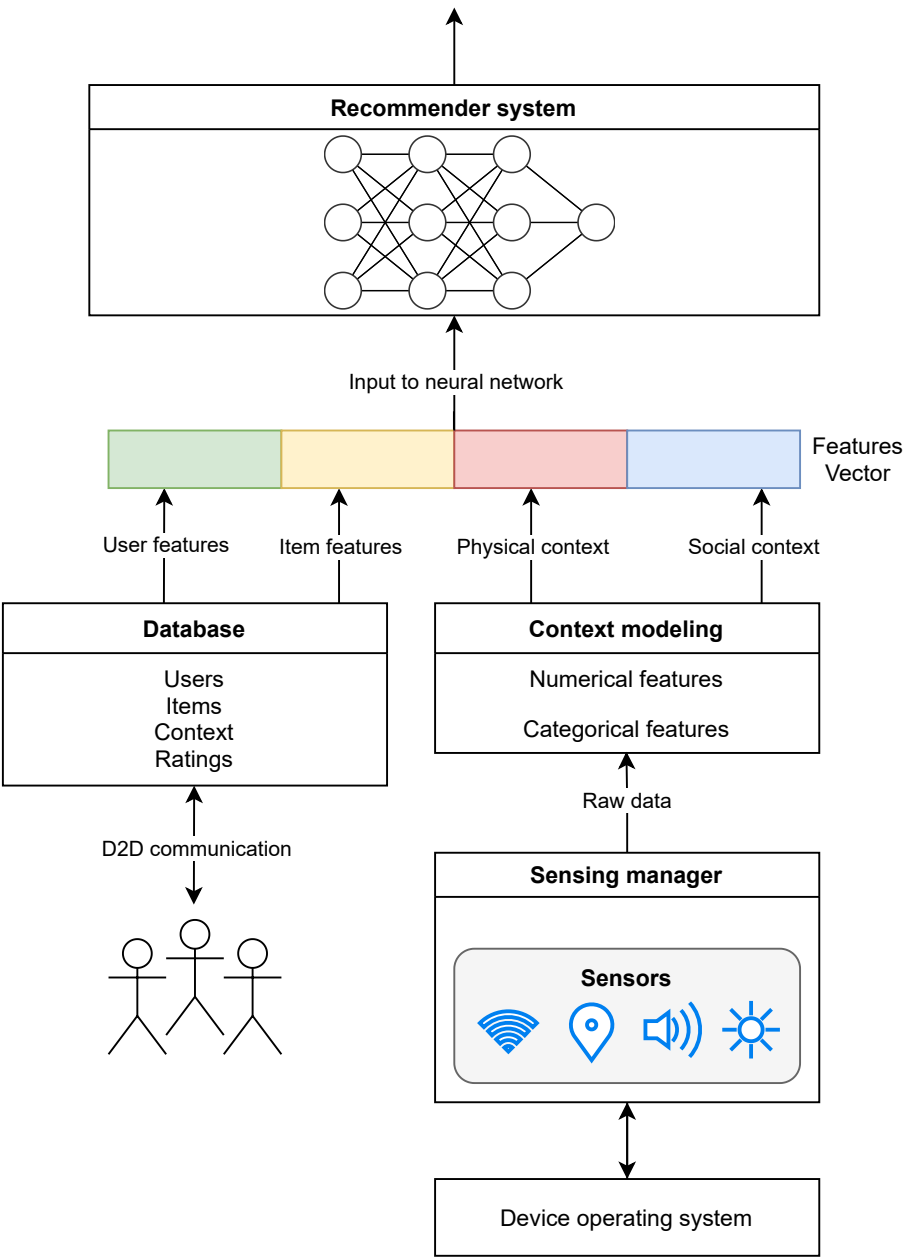 Recommender system
Input to neural network
Features
Vector
User features
Item features
Physical context
Social context
Database
Users
Items
Context
Ratings
Context modeling
Numerical features
Categorical features
Raw data
D2D communication
Sensing manager
Sensors
Device operating system